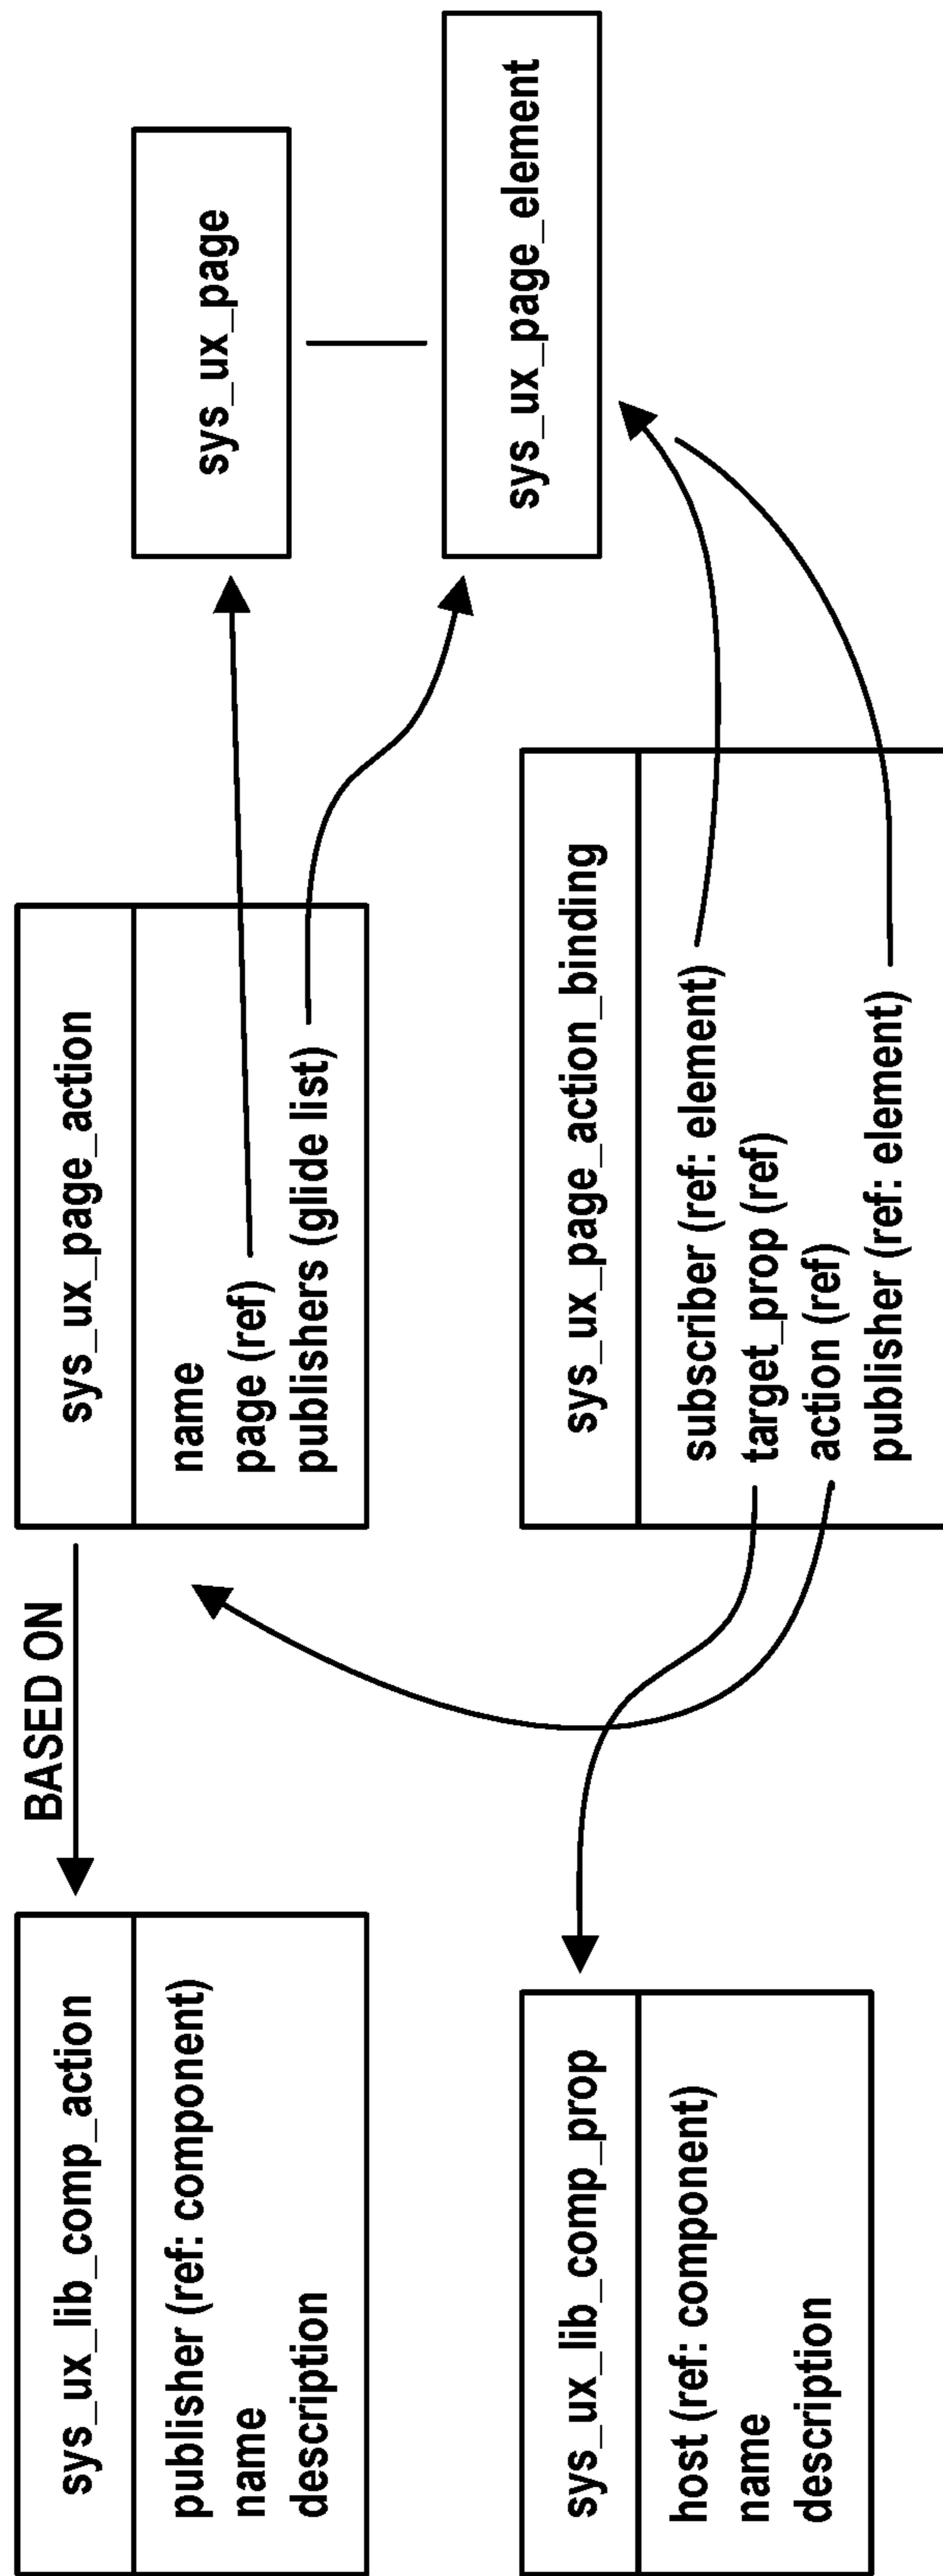 sys_ux_lib_comp_action
publisher (ref: component)
name
description
BASED ON
sys_ux_page_action
name
page (ref)
publishers (glide list)
sys_ux_page
sys_ux_page_element
sys_ux_lib_comp_prop
host (ref: component)
name
description
sys_ux_page_action_binding
subscriber (ref: element)
target_prop (ref)
action (ref)
publisher (ref: element)